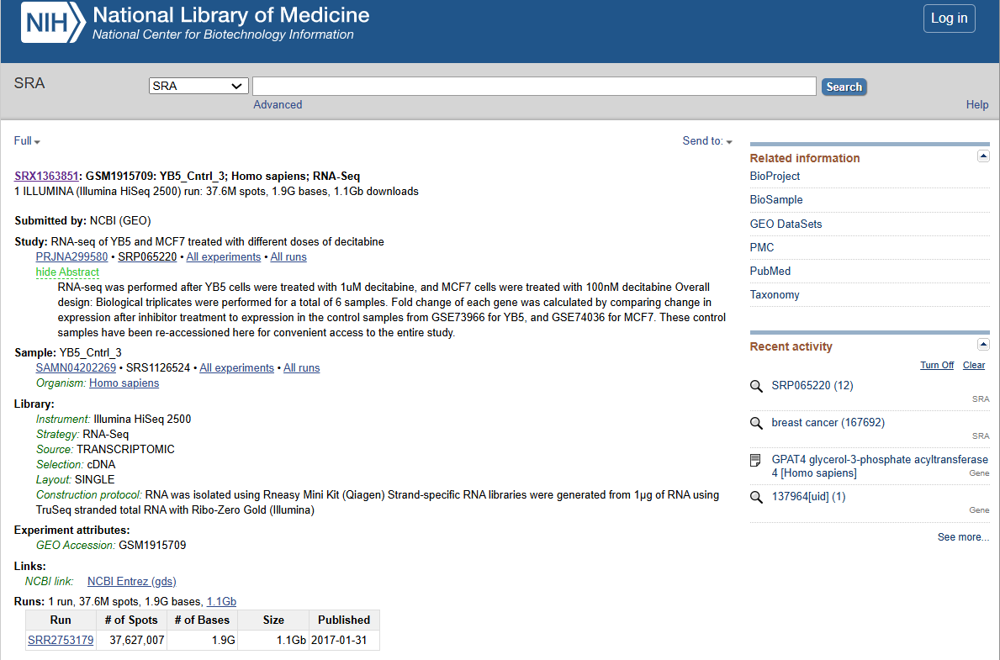 NIH National Library of Medicine
National Center for Biotechnology Information
Log in
SRA
SRA
Search
Advanced
Help
Full
Send to:
SRX1363851: GSM1915709: YB5_Cntrl_3; Homo sapiens; RNA-Seq
1 ILLUMINA (Illumina HiSeq 2500) run: 37.6M spots, 1.9G bases, 1.1Gb downloads
Submitted by: NCBI (GEO)
Study: RNA-seq of YB5 and MCF7 treated with different doses of decitabine
PRJNA299580 • SRP065220 • All experiments • All runs
hide Abstract
RNA-seq was performed after YB5 cells were treated with 1uM decitabine, and MCF7 cells were treated with 100nM decitabine Overall
design: Biological triplicates were performed for a total of 6 samples. Fold change of each gene was calculated by comparing change in
expression after inhibitor treatment to expression in the control samples from GSE73966 for YB5, and GSE74036 for MCF7. These control
samples have been re-accessioned here for convenient access to the entire study.
Sample: YB5_Cntrl_3
SAMN04202269 • SRS1126524 • All experiments • All runs
Organism: Homo sapiens
Library:
Instrument: Illumina HiSeq 2500
Strategy: RNA-Seq
Source: TRANSCRIPTOMIC
Selection: cDNA
Layout: SINGLE
Construction protocol: RNA was isolated using Rneasy Mini Kit (Qiagen) Strand-specific RNA libraries were generated from 1µg of RNA using
TruSeq stranded total RNA with Ribo-Zero Gold (Illumina)
Experiment attributes:
GEO Accession: GSM1915709
Links:
NCBI link: NCBI Entrez (gds)
Runs: 1 run, 37.6M spots, 1.9G bases, 1.1Gb
Run # of Spots # of Bases Size Published
SRR2753179 37,627,007 1.9G 1.1Gb 2017-01-31
Related information
BioProject
BioSample
GEO DataSets
PMC
PubMed
Taxonomy
Recent activity
Turn Off Clear
SRP065220 (12)
SRA
breast cancer (167692)
SRA
GPAT4 glycerol-3-phosphate acyltransferase
4 [Homo sapiens]
Gene
137964[uid] (1)
Gene
See more...